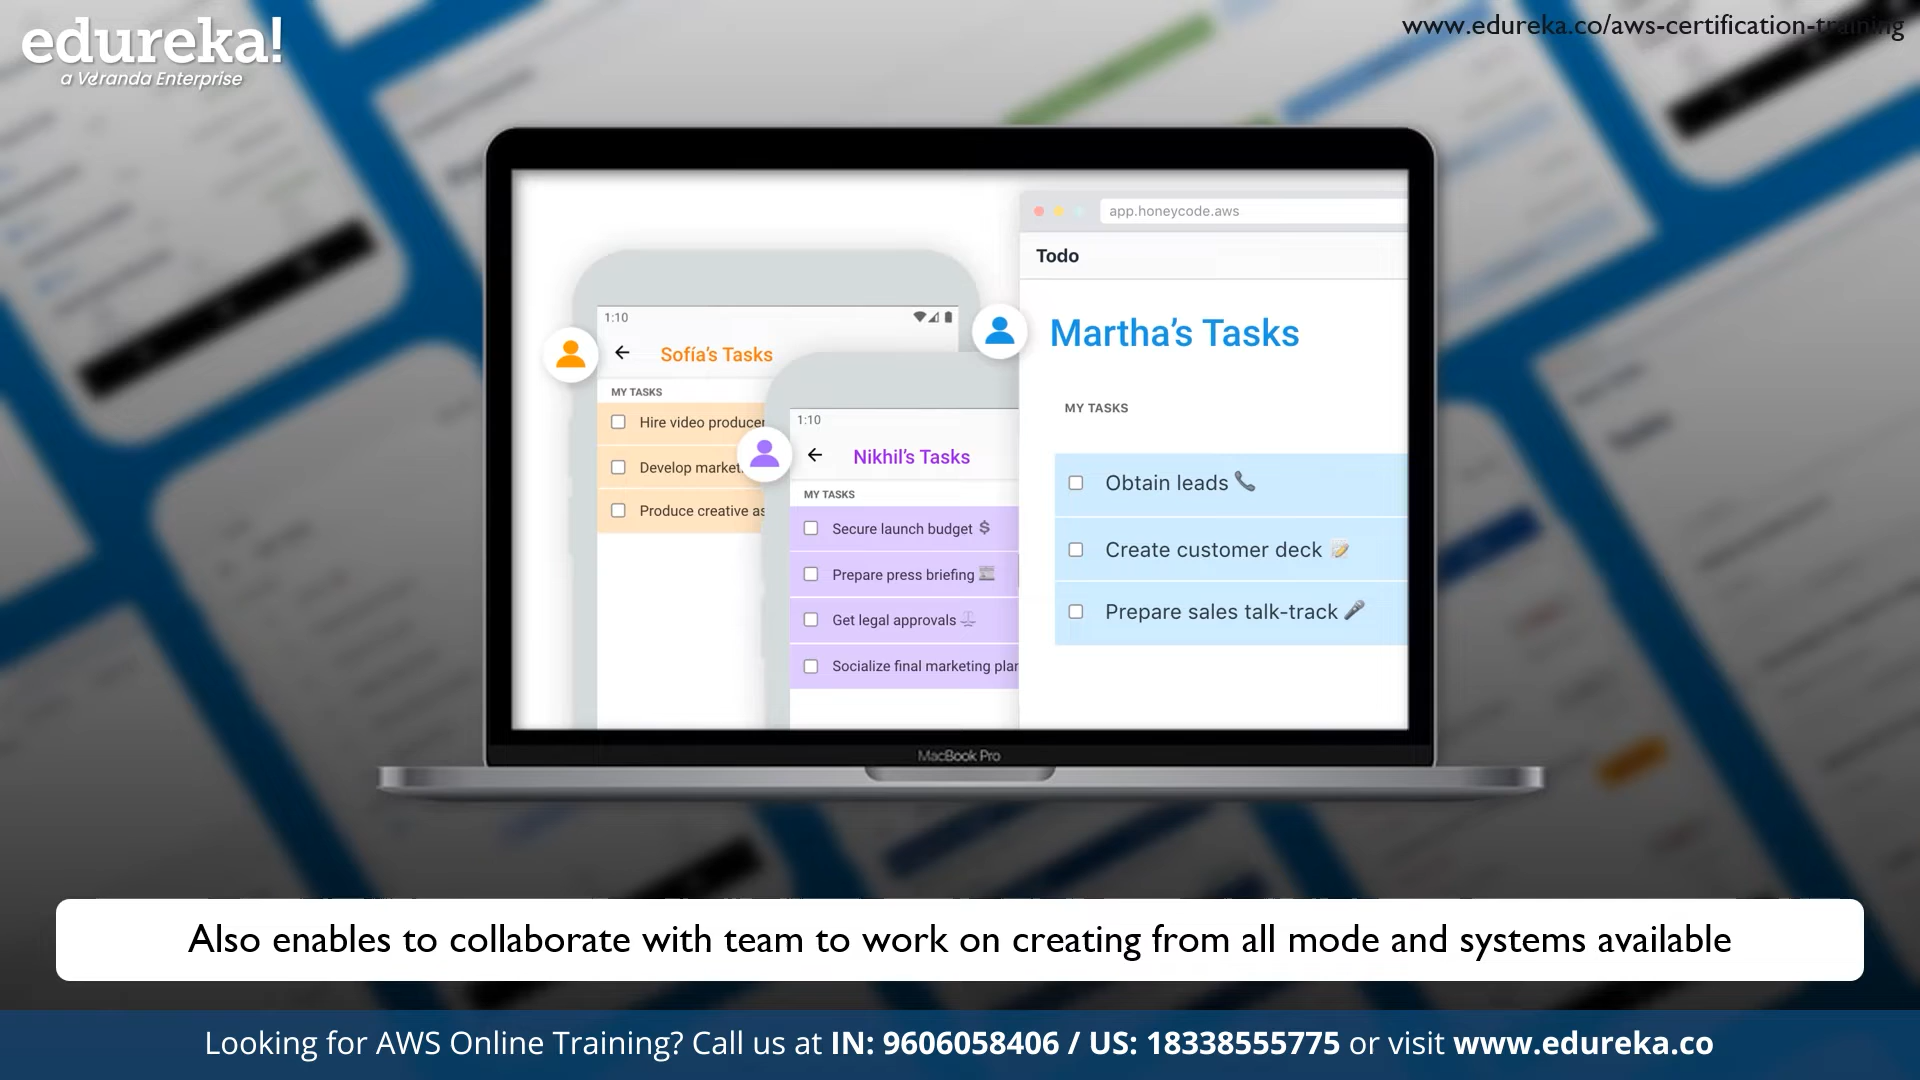 edureka!
a Veranda Enterprise
www.edureka.co/aws-certification-training
app.honeycode.aws
Todo
Martha's Tasks
MY TASKS
Obtain leads
Create customer deck
Prepare sales talk-track
1:10
Sofía's Tasks
MY TASKS
Hire video producer
Develop market
Produce creative as
1:10
Nikhil's Tasks
MY TASKS
Secure launch budget $
Prepare press briefing
Get legal approvals
Socialize final marketing plan
MacBook Pro
Also enables to collaborate with team to work on creating from all mode and systems available
Looking for AWS Online Training? Call us at IN: 9606058406 / US: 18338555775 or visit www.edureka.co